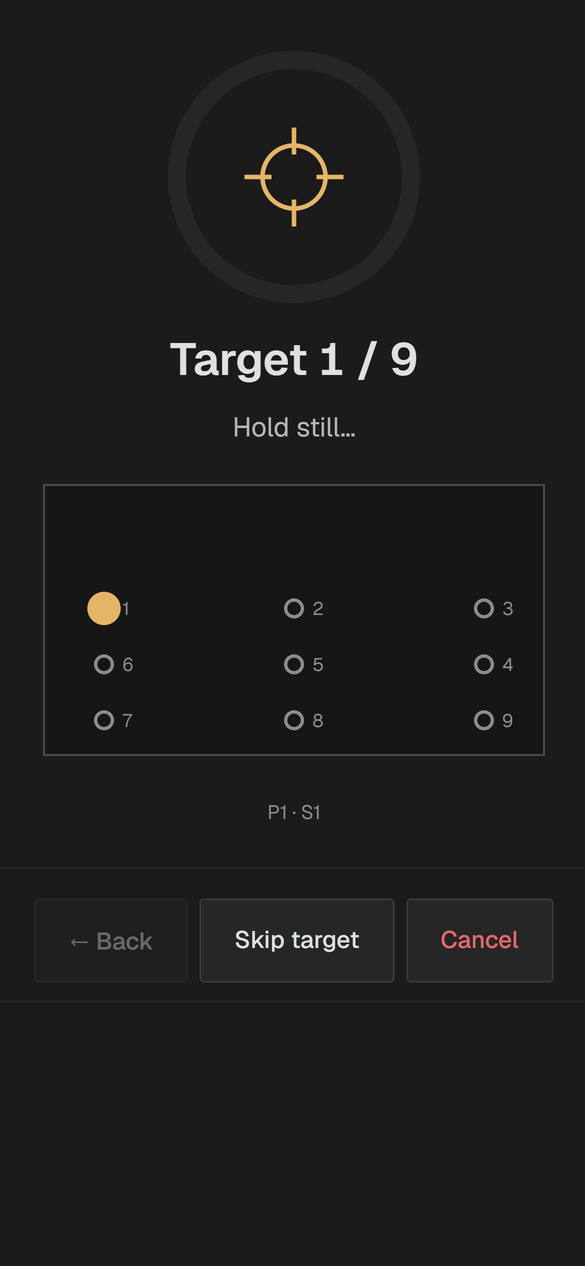 Target 1 / 9
Hold still…
1 2 3
6 5 4
7 8 9
P1 · S1
← Back Skip target Cancel